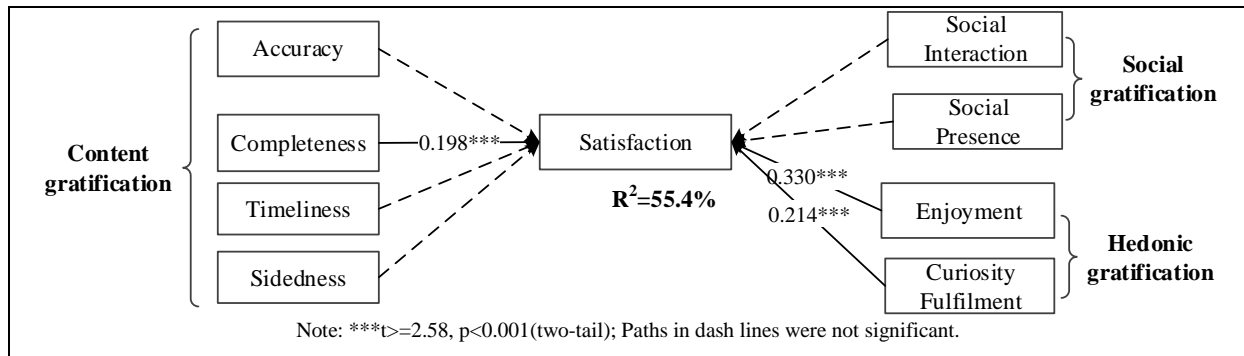 Content
gratification
Accuracy
Completeness
Timeliness
Sidedness
0.198***
Satisfaction
R²=55.4%
0.330***
0.214***
Social
Interaction
Social
Presence
Enjoyment
Curiosity
Fulfilment
Social
gratification
Hedonic
gratification
Note: ***t>=2.58, p<0.001(two-tail); Paths in dash lines were not significant.